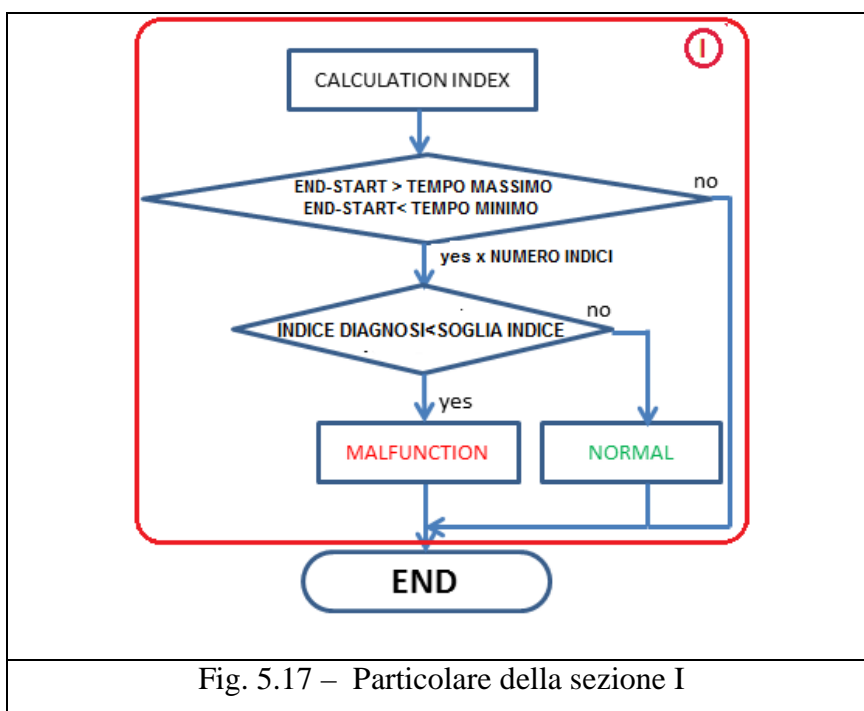 I
CALCULATION INDEX
END-START > TEMPO MASSIMO
END-START< TEMPO MINIMO
no
yes x NUMERO INDICI
INDICE DIAGNOSI<SOGLIA INDICE
no
yes
MALFUNCTION
NORMAL
END
Fig. 5.17 – Particolare della sezione I